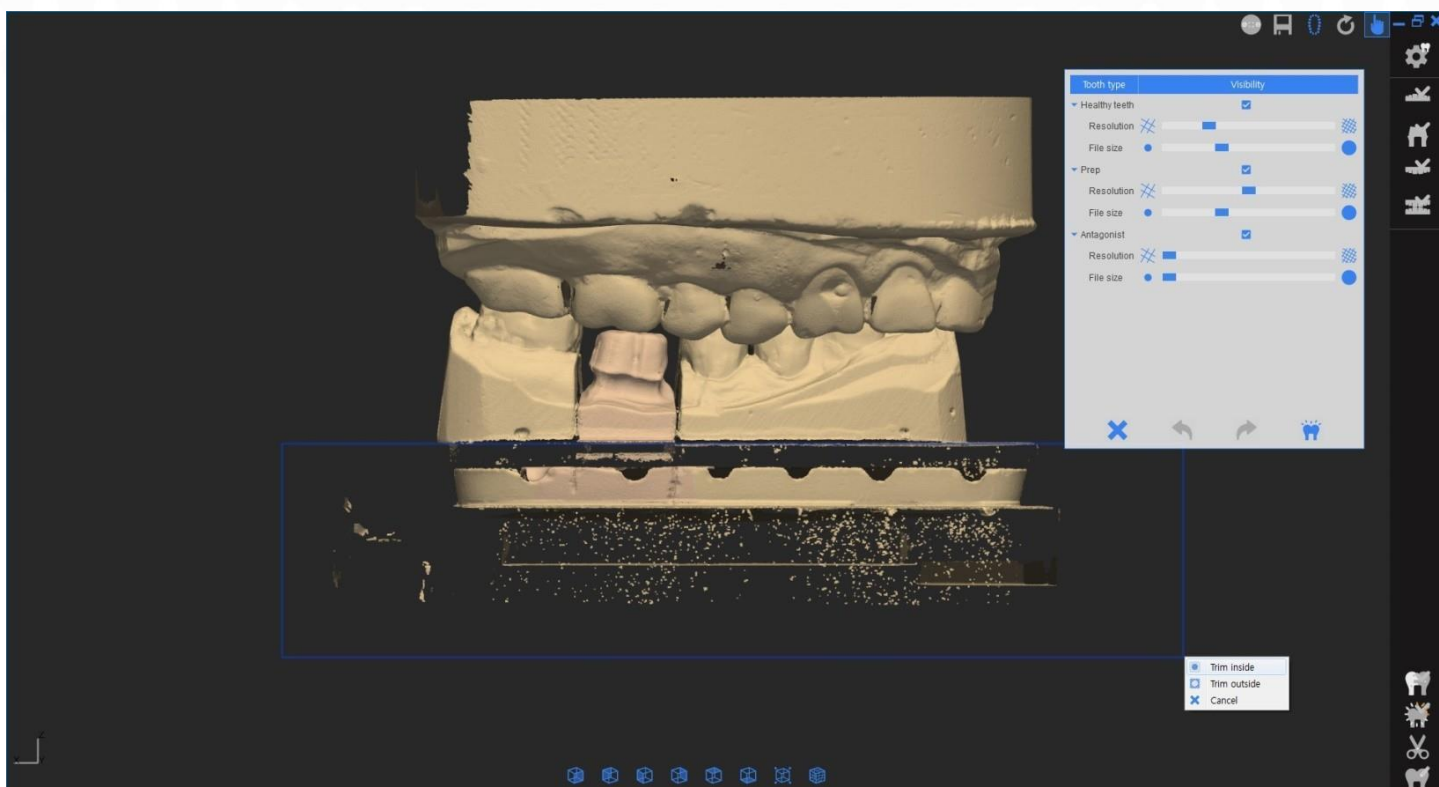 Tooth type Visibility
Healthy teeth
Resolution
File size
Prep
Resolution
File size
Antagonist
Resolution
File size
Trim inside
Trim outside
Cancel